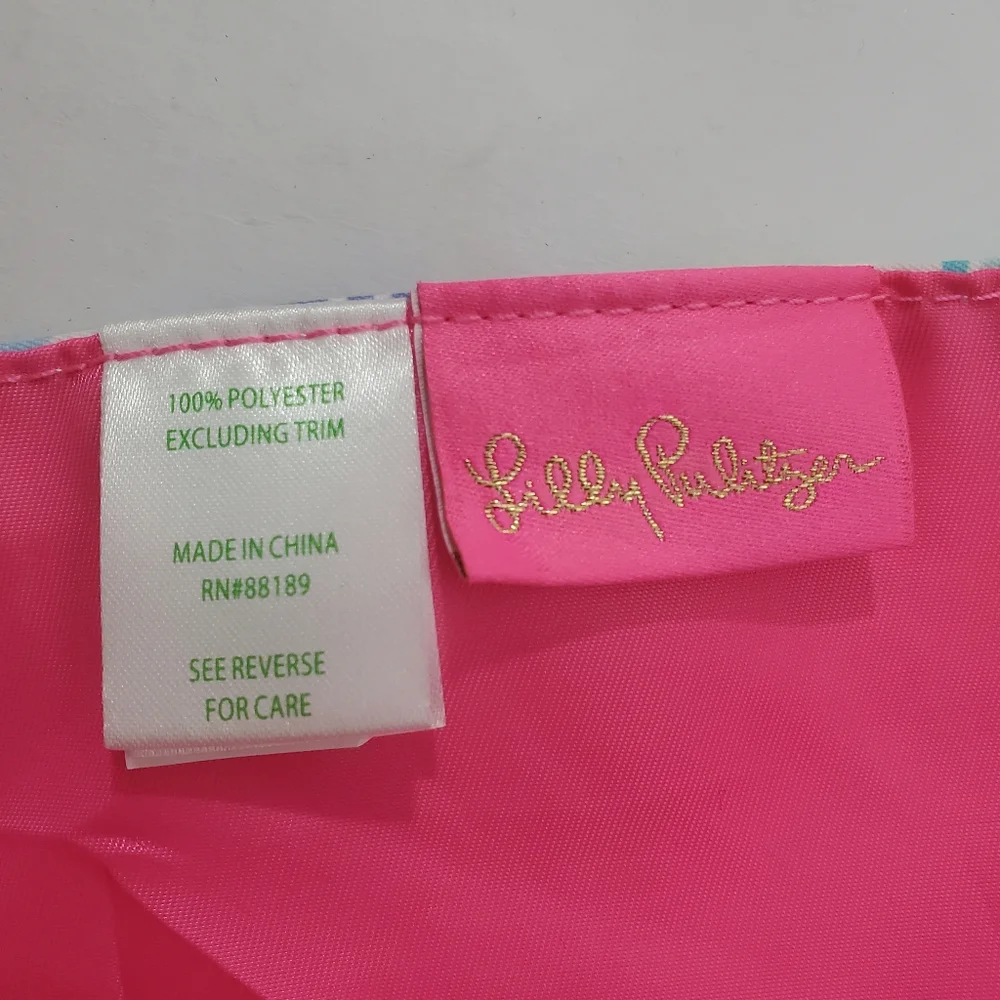 100% POLYESTER
EXCLUDING TRIM
MADE IN CHINA
RN#88189
SEE REVERSE
FOR CARE
Lilly Pulitzer